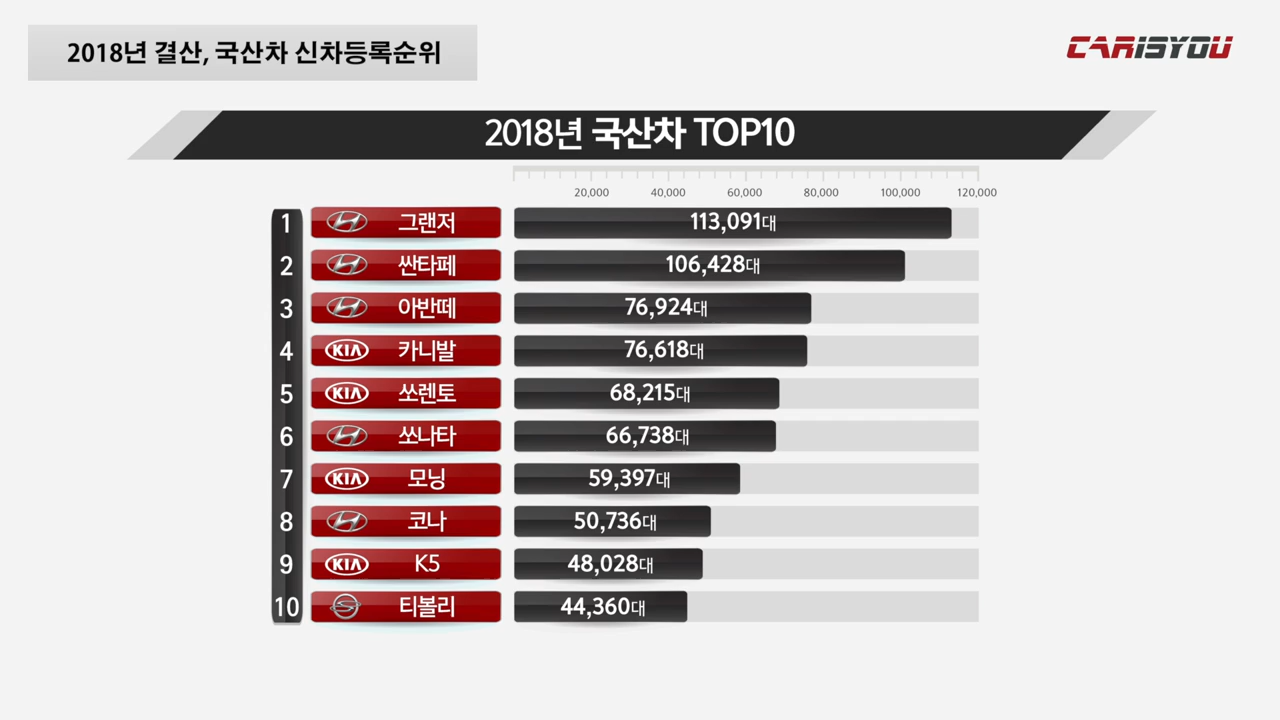 2018년 결산, 국산차 신차등록순위
CARISYOU
2018년 국산차 TOP10
20,000 40,000 60,000 80,000 100,000 120,000
1 그랜저 113,091대
2 싼타페 106,428대
3 아반떼 76,924대
4 KIA 카니발 76,618대
5 KIA 쏘렌토 68,215대
6 쏘나타 66,738대
7 KIA 모닝 59,397대
8 코나 50,736대
9 KIA K5 48,028대
10 티볼리 44,360대